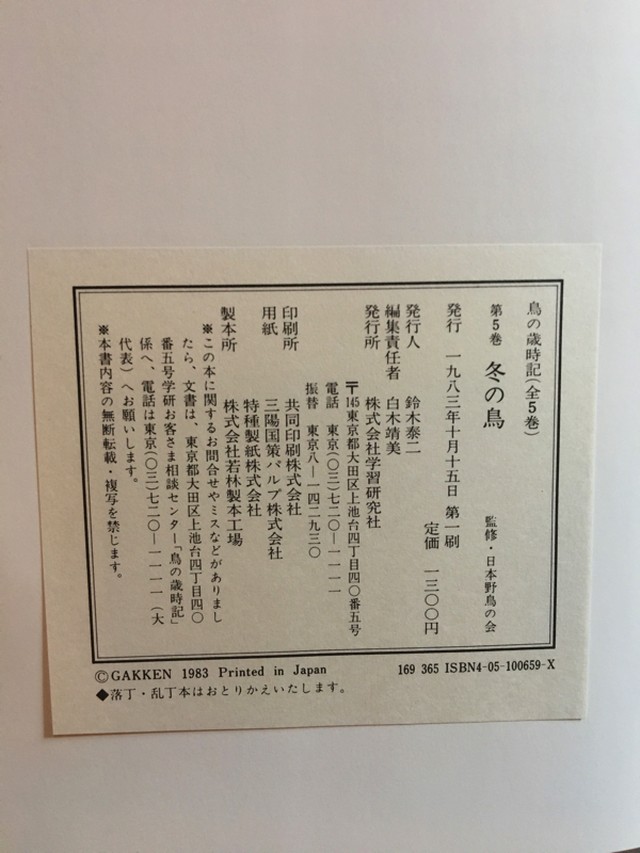 鳥の歳時記(全5巻)
第5巻 冬の鳥 監修・日本野鳥の会
発行 一九八三年十月十五日 第一刷
定価 一三〇〇円
発行人 鈴木泰二
編集責任者 白木靖美
発行所 株式会社学習研究社
〒145東京都大田区上池台四丁目四〇番五号
電話 東京(〇三)七二〇―一一一一
振替 東京八―一四二九三〇
印刷所 共同印刷株式会社
用紙 三陽国策パルプ株式会社
特種製紙株式会社
製本所 株式会社若林製本工場
※この本に関するお問合せやミスなどがありまし
たら、文書は、東京都大田区上池台四丁目四〇
番五号学研お客さま相談センター「鳥の歳時記」
係へ、電話は東京(〇三)七二〇―一一一一(大
代表)へお願いします。
※本書内容の無断転載・複写を禁じます。
©GAKKEN 1983 Printed in Japan 169 365 ISBN4-05-100659-X
◆落丁・乱丁本はおとりかえいたします。